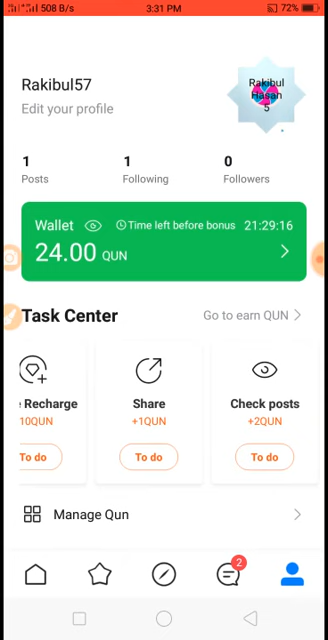 508 B/s 3:31 PM 72%
Rakibul57
Edit your profile
Rakibul
Hasan
5
1 1 0
Posts Following Followers
Wallet Time left before bonus 21:29:16
24.00 QUN
Task Center Go to earn QUN
Recharge Share Check posts
10QUN +1QUN +2QUN
To do To do To do
Manage Qun
2